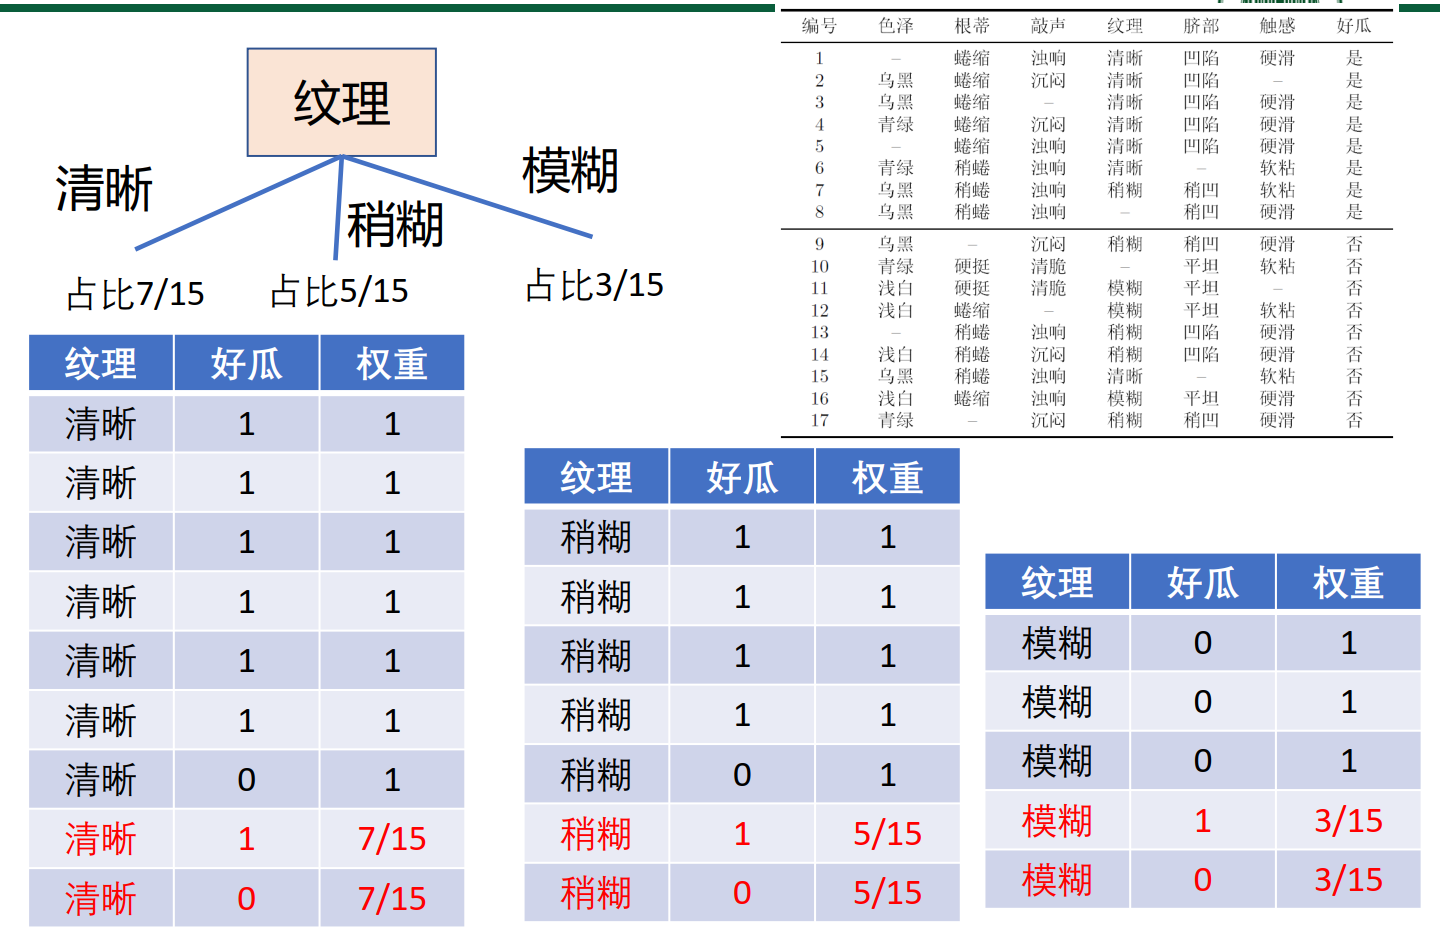 纹理
清晰
稍糊
模糊
占比7/15
占比5/15
占比3/15
编号 色泽 根蒂 敲声 纹理 脐部 触感 好瓜
1 – 蜷缩 浊响 清晰 凹陷 硬滑 是
2 乌黑 蜷缩 沉闷 清晰 凹陷 – 是
3 乌黑 蜷缩 – 清晰 凹陷 硬滑 是
4 青绿 蜷缩 沉闷 清晰 凹陷 硬滑 是
5 – 蜷缩 浊响 清晰 凹陷 硬滑 是
6 青绿 稍蜷 浊响 清晰 – 软粘 是
7 乌黑 稍蜷 浊响 稍糊 稍凹 软粘 是
8 乌黑 稍蜷 浊响 – 稍凹 硬滑 是
9 乌黑 – 沉闷 稍糊 稍凹 硬滑 否
10 青绿 硬挺 清脆 – 平坦 软粘 否
11 浅白 硬挺 清脆 模糊 平坦 – 否
12 浅白 蜷缩 – 模糊 平坦 软粘 否
13 – 稍蜷 浊响 稍糊 凹陷 硬滑 否
14 浅白 稍蜷 沉闷 稍糊 凹陷 硬滑 否
15 乌黑 稍蜷 浊响 清晰 – 软粘 否
16 浅白 蜷缩 浊响 模糊 平坦 硬滑 否
17 青绿 – 沉闷 稍糊 稍凹 硬滑 否
纹理 好瓜 权重
清晰 1 1
清晰 1 1
清晰 1 1
清晰 1 1
清晰 1 1
清晰 1 1
清晰 0 1
清晰 1 7/15
清晰 0 7/15
纹理 好瓜 权重
稍糊 1 1
稍糊 1 1
稍糊 1 1
稍糊 1 1
稍糊 0 1
稍糊 1 5/15
稍糊 0 5/15
纹理 好瓜 权重
模糊 0 1
模糊 0 1
模糊 0 1
模糊 1 3/15
模糊 0 3/15